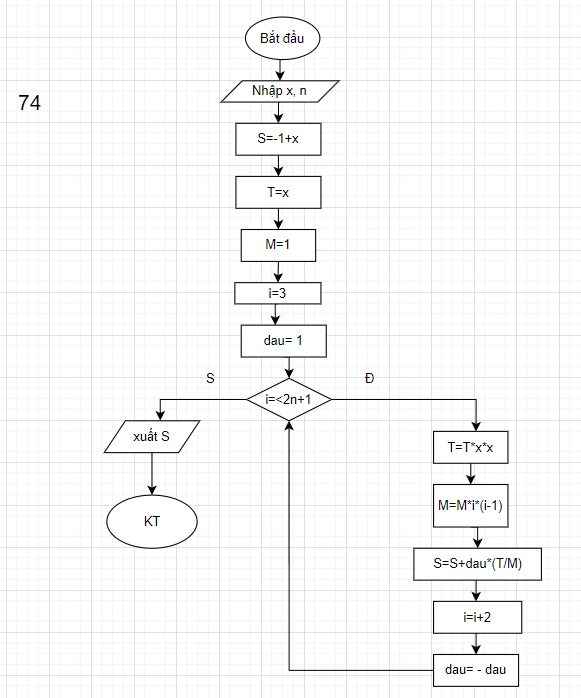 Bắt đầu
Nhập x, n
74
S=-1+x
T=x
M=1
i=3
dau= 1
S
Đ
i=<2n+1
xuất S
T=T*x*x
M=M*i*(i-1)
KT
S=S+dau*(T/M)
i=i+2
dau= - dau